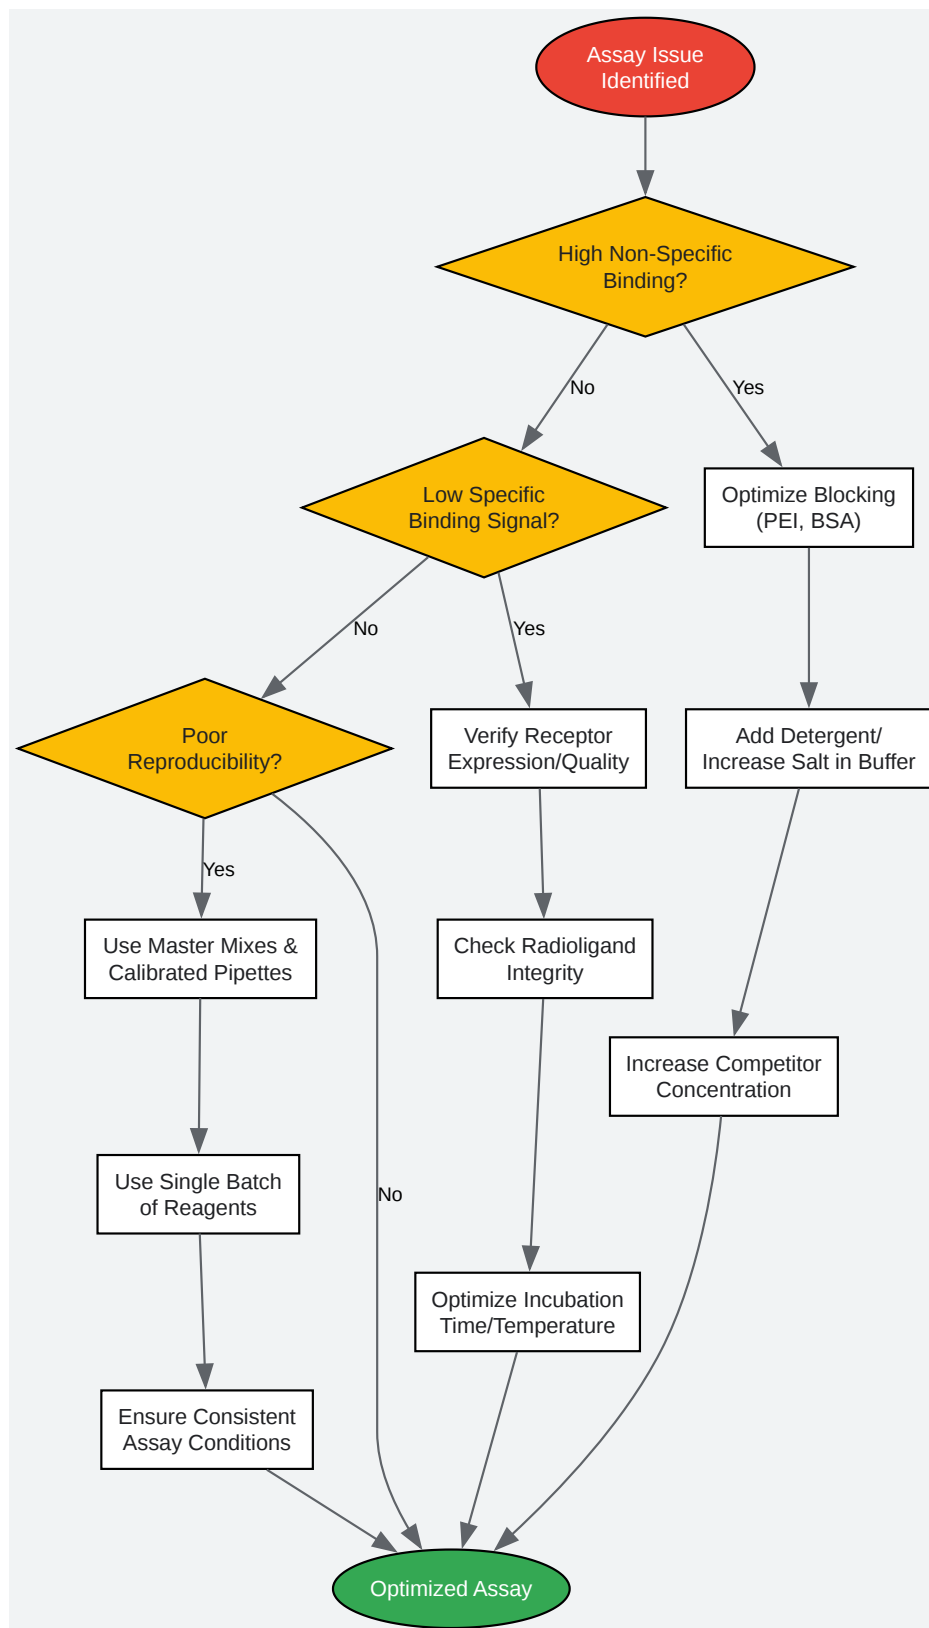 Assay Issue
Identified
High Non-Specific
Binding?
No
Yes
Low Specific
Binding Signal?
Optimize Blocking
(PEI, BSA)
No
Yes
Poor
Reproducibility?
Verify Receptor
Expression/Quality
Add Detergent/
Increase Salt in Buffer
Yes
Use Master Mixes &
Calibrated Pipettes
Check Radioligand
Integrity
Increase Competitor
Concentration
Use Single Batch
of Reagents
No
Optimize Incubation
Time/Temperature
Ensure Consistent
Assay Conditions
Optimized Assay